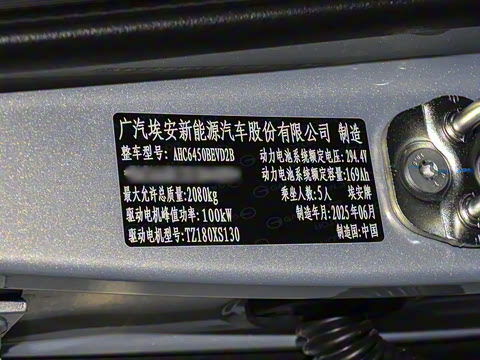 广汽埃安新能源汽车股份有限公司 制造
整车型号: AHC6450BEVD2B 动力电池系统额定电压: 294.4V
动力电池系统额定容量: 169Ah
最大允许总质量: 2080kg 乘坐人数: 5人 埃安牌
驱动电机峰值功率: 100kW 制造年月: 2025年06月
驱动电机型号: TZ180XS130 制造国: 中国